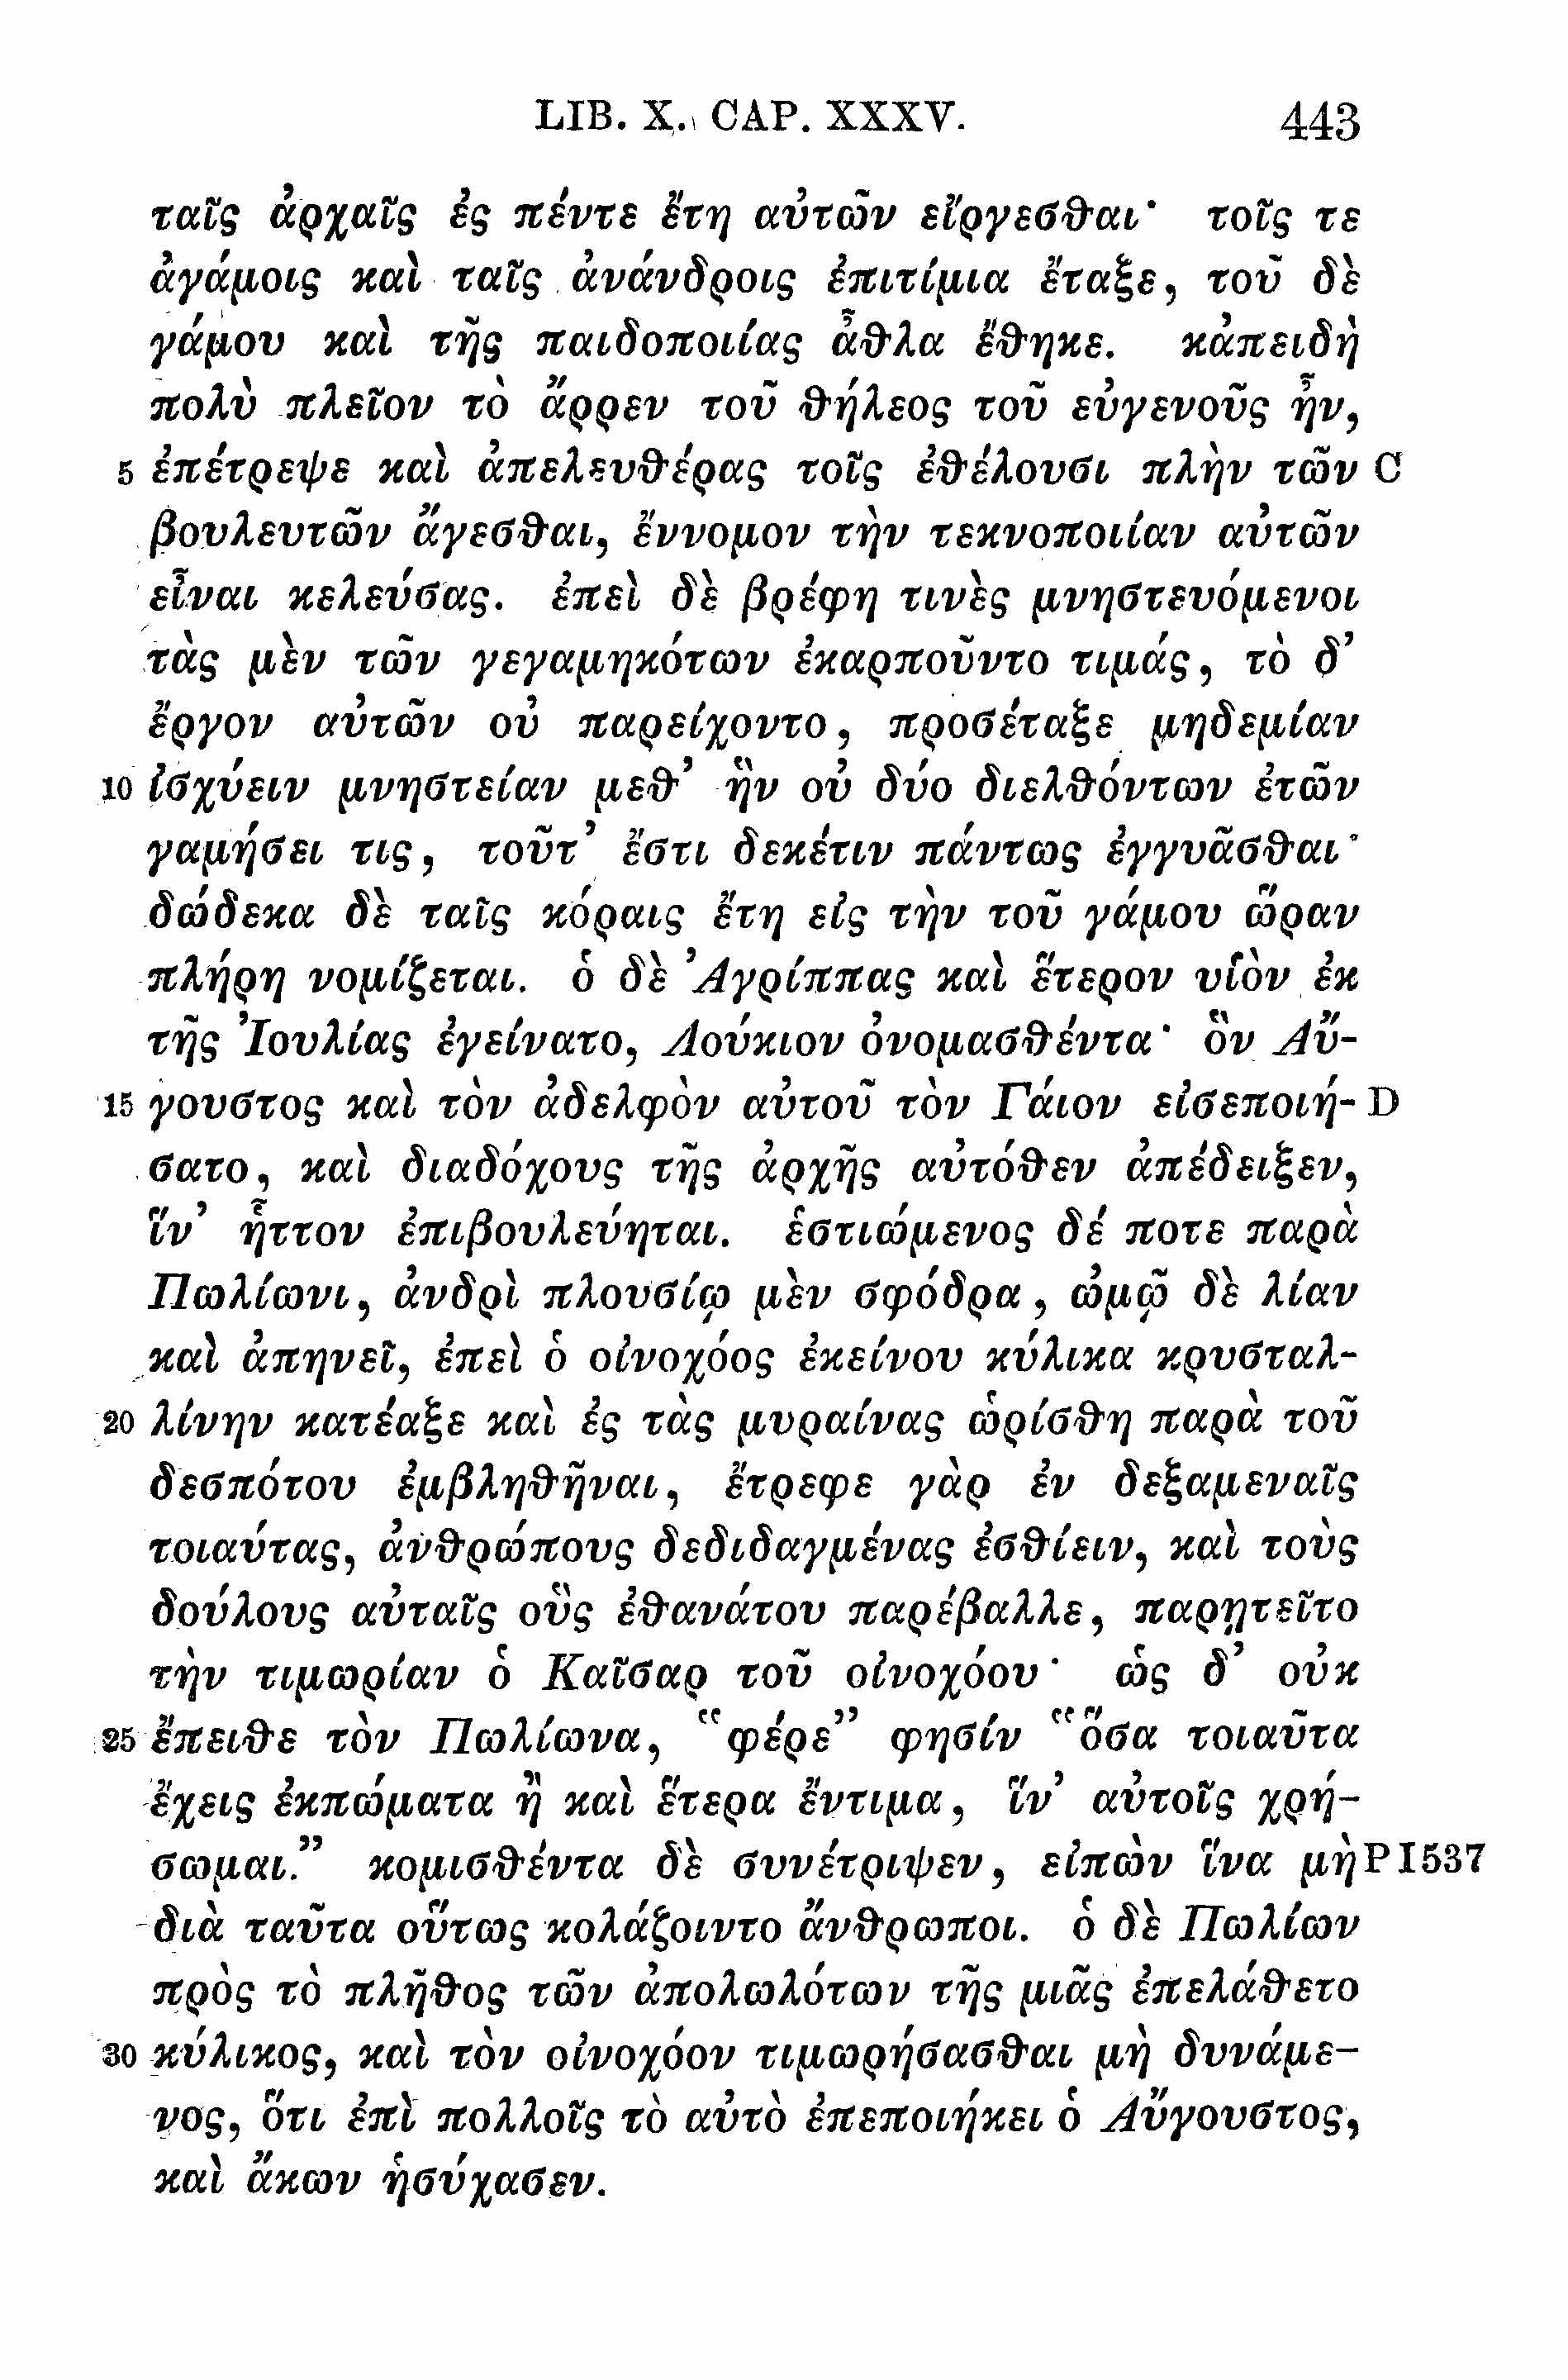 LIB. X. CAP. XXXV. 443
ταῖς ἀρχαῖς ἐς πέντε ἔτη αὐτῶν εἴργεσθαι· τοῖς τε
ἀγάμοις καὶ ταῖς ἀνάνδροις ἐπιτίμια ἔταξε, τοῦ δὲ
γάμου καὶ τῆς παιδοποιίας ἆθλα ἔθηκε. κἀπειδὴ
πολὺ πλεῖον τὸ ἄρρεν τοῦ θήλεος τοῦ εὐγενοῦς ἦν,
5 ἐπέτρεψε καὶ ἀπελευθέρας τοῖς ἐθέλουσι πλὴν τῶν C
βουλευτῶν ἄγεσθαι, ἔννομον τὴν τεκνοποιίαν αὐτῶν
εἶναι κελεύσας. ἐπεὶ δὲ βρέφη τινὲς μνηστευόμενοι
τὰς μὲν τῶν γεγαμηκότων ἐκαρποῦντο τιμάς, τὸ δ’
ἔργον αὐτῶν οὐ παρείχοντο, προσέταξε μηδεμίαν
10 ἰσχύειν μνηστείαν μεθ’ ἣν οὐ δύο διελθόντων ἐτῶν
γαμήσει τις, τοῦτ’ ἔστι δεκέτιν πάντως ἐγγυᾶσθαι·
δώδεκα δὲ ταῖς κόραις ἔτη εἰς τὴν τοῦ γάμου ὥραν
πλήρη νομίζεται. ὁ δὲ Ἀγρίππας καὶ ἕτερον υἱὸν ἐκ
τῆς Ἰουλίας ἐγείνατο, Λούκιον ὀνομασθέντα· ὃν Αὔ-
15 γουστος καὶ τὸν ἀδελφὸν αὐτοῦ τὸν Γάιον εἰσεποιή- D
σατο, καὶ διαδόχους τῆς ἀρχῆς αὐτόθεν ἀπέδειξεν,
ἵν’ ἧττον ἐπιβουλεύηται. ἑστιώμενος δέ ποτε παρὰ
Πωλίωνι, ἀνδρὶ πλουσίῳ μὲν σφόδρα, ὠμῷ δὲ λίαν
καὶ ἀπηνεῖ, ἐπεὶ ὁ οἰνοχόος ἐκείνου κύλικα κρυσταλ-
20 λίνην κατέαξε καὶ ἐς τὰς μυραίνας ὡρίσθη παρὰ τοῦ
δεσπότου ἐμβληθῆναι, ἔτρεφε γὰρ ἐν δεξαμεναῖς
τοιαύτας, ἀνθρώπους δεδιδαγμένας ἐσθίειν, καὶ τοὺς
δούλους αὐταῖς οὓς ἐθανάτου παρέβαλλε, παρῃτεῖτο
τὴν τιμωρίαν ὁ Καῖσαρ τοῦ οἰνοχόου· ὡς δ’ οὐκ
25 ἔπειθε τὸν Πωλίωνα, “φέρε” φησίν “ὅσα τοιαῦτα
ἔχεις ἐκπώματα ἢ καὶ ἕτερα ἔντιμα, ἵν’ αὐτοῖς χρή-
σωμαι.” κομισθέντα δὲ συνέτριψεν, εἰπὼν ἵνα μὴ P I 537
διὰ ταῦτα οὕτως κολάζοιντο ἄνθρωποι. ὁ δὲ Πωλίων
πρὸς τὸ πλῆθος τῶν ἀπολωλότων τῆς μιᾶς ἐπελάθετο
30 κύλικος, καὶ τὸν οἰνοχόον τιμωρήσασθαι μὴ δυνάμε-
νος, ὅτι ἐπὶ πολλοῖς τὸ αὐτὸ ἐπεποιήκει ὁ Αὔγουστος,
καὶ ἄκων ἡσύχασεν.